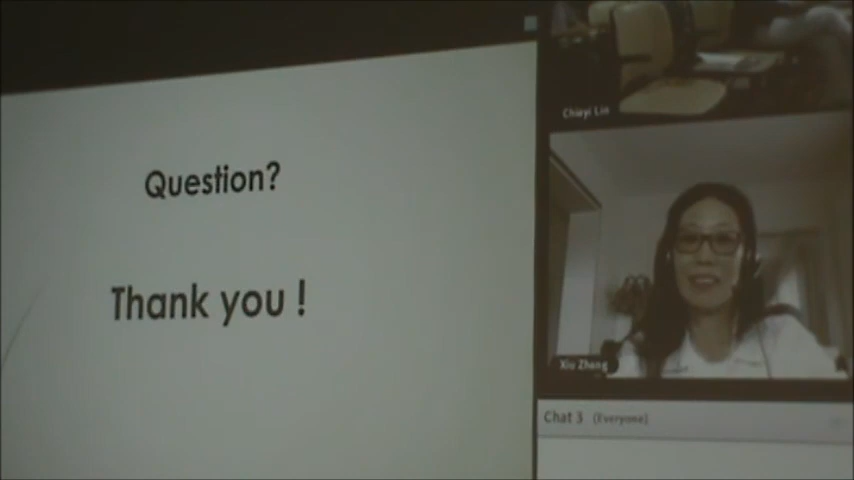 Question?
Thank you !
Chiayi Lin
Xiu Zhang
Chat 3 (Everyone)